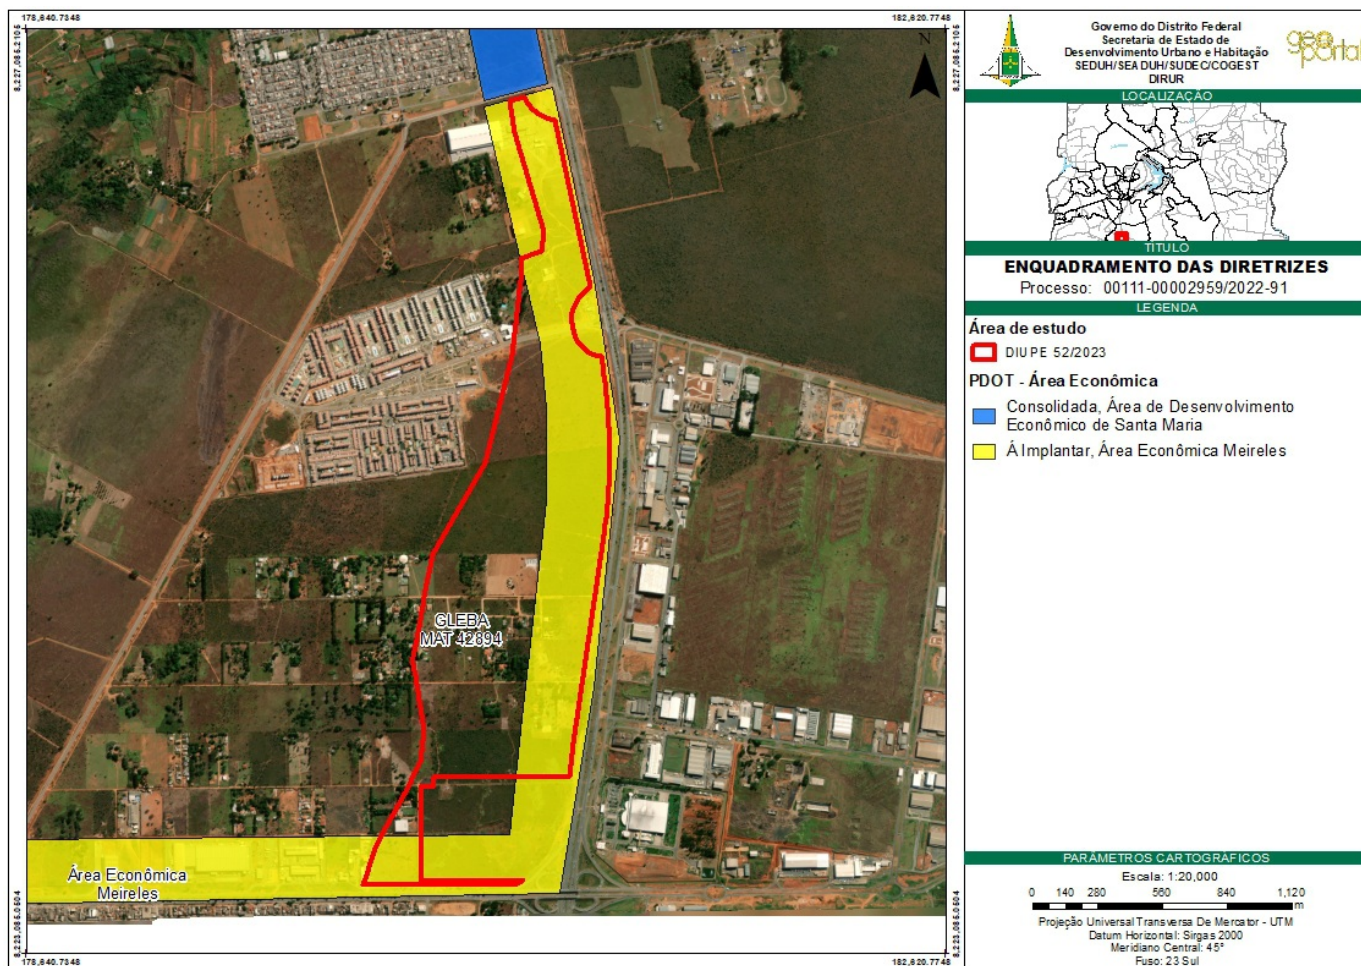 178,640.7348
182,620.7748
8,227,085.2105
8,227,085.2105
N
GLEBA
MAT 42894
Área Econômica
Meireles
8,223,085.0504
8,223,085.0504
178,640.7348
182,620.7748
Governo do Distrito Federal
Secretaria de Estado de
Desenvolvimento Urbano e Habitação
SEDUH/SEADUH/SUDEC/COGEST
DIRUR
geoportal
LOCALIZAÇÃO
TÍTULO
ENQUADRAMENTO DAS DIRETRIZES
Processo: 00111-00002959/2022-91
LEGENDA
Área de estudo
DIUPE 52/2023
PDOT - Área Econômica
Consolidada, Área de Desenvolvimento
Econômico de Santa Maria
Á Implantar, Área Econômica Meireles
PARÂMETROS CARTOGRÁFICOS
Escala: 1:20,000
0 140 280 560 840 1,120
m
Projeção Universal Transversa De Mercator - UTM
Datum Horizontal: Sirgas 2000
Meridiano Central: 45°
Fuso: 23 Sul